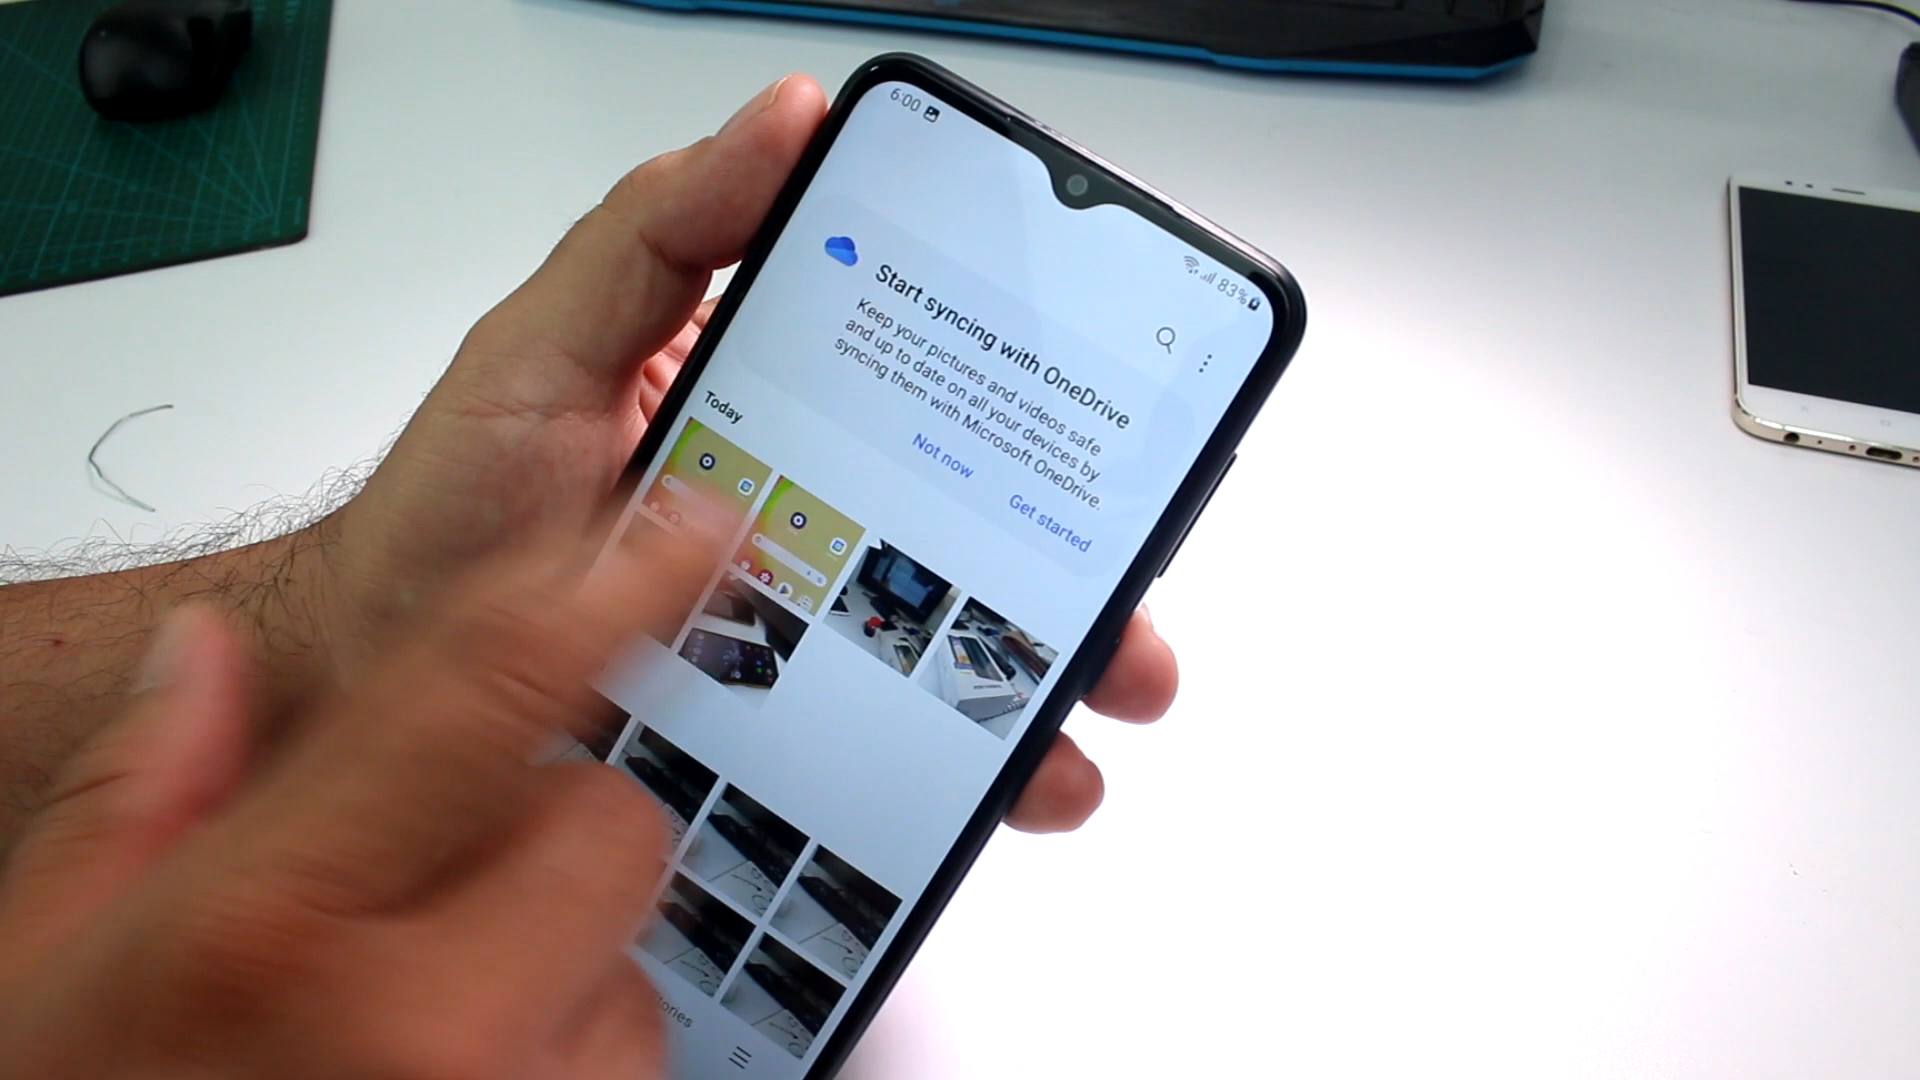 6:00
83%
Start syncing with OneDrive
Keep your pictures and videos safe
and up to date on all your devices by
syncing them with Microsoft OneDrive.
Not now
Get started
Today
ories